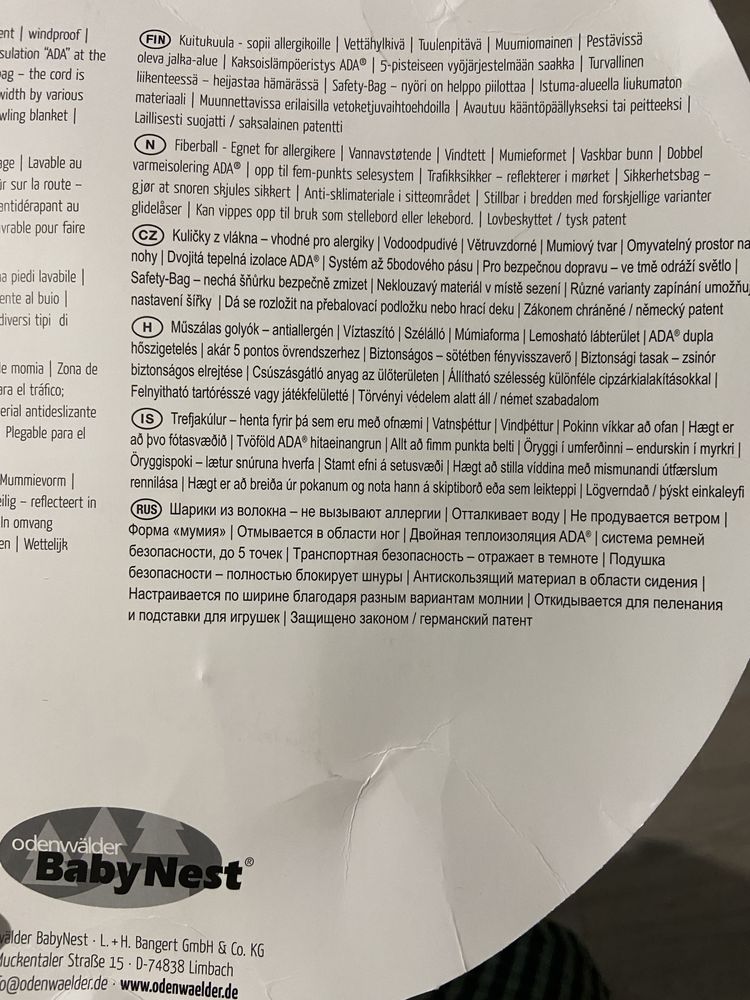 ent | windproof |
sulation “ADA” at the
ag – the cord is
width by various
wling blanket |
age | Lavable au
ür sur la route –
antidérapant au
vrable pour faire
a piedi lavabile |
ente al buio |
diversi tipi di
le momia | Zona de
ara el tráfico;
erial antideslizante
Plegable para el
Mummievorm |
eilig – reflecteert in
In omvang
en | Wettelijk
FIN Kuitukuula - sopii allergikoille | Vettähylkivä | Tuulenpitävä | Muumiomainen | Pestävissä
oleva jalka-alue | Kaksoislämpöeristys ADA® | 5-pisteiseen vyöjärjestelmään saakka | Turvallinen
liikenteessä – heijastaa hämärässä | Safety-Bag – nyöri on helppo piilottaa | Istuma-alueella liukumaton
materiaali | Muunnettavissa erilaisilla vetoketjuvaihtoehdoilla | Avautuu kääntöpäällykseksi tai peitteeksi |
Laillisesti suojattu / saksalainen patentti
N Fiberball - Egnet for allergikere | Vannavstøtende | Vindtett | Mumieformet | Vaskbar bunn | Dobbel
varmeisolering ADA® | opp til fem-punkts selesystem | Trafikksikker – reflekterer i mørket | Sikkerhetsbag –
gjør at snoren skjules sikkert | Anti-sklimateriale i sitteområdet | Stillbar i bredden med forskjellige varianter
glidelåser | Kan vippes opp til bruk som stellebord eller lekebord. | Lovbeskyttet / tysk patent
CZ Kuličky z vlákna – vhodné pro alergiky | Vodoodpudivé | Větruvzdorné | Mumiový tvar | Omyvatelný prostor na
nohy | Dvojitá tepelná izolace ADA® | Systém až 5bodového pásu | Pro bezpečnou dopravu – ve tmě odráží světlo |
Safety-Bag – nechá šňůrku bezpečně zmizet | Neklouzavý materiál v místě sezení | Různé varianty zapínání umožňu
nastavení šířky | Dá se rozložit na přebalovací podložku nebo hrací deku | Zákonem chráněné / německý patent
H Műszálas golyók – antiallergén | Víztaszító | Szélálló | Múmiaforma | Lemosható lábterület | ADA® dupla
hőszigetelés | akár 5 pontos övrendszerhez | Biztonságos – sötétben fényvisszaverő | Biztonsági tasak – zsinór
biztonságos elrejtése | Csúszásgátló anyag az ülőterületen | Állítható szélesség különféle cipzárkialakításokkal |
Felnyitható tartórésszé vagy játékfelületté | Törvényi védelem alatt áll / német szabadalom
IS Trefjakúlur – henta fyrir þá sem eru með ofnæmi | Vatnsþéttur | Vindþéttur | Pokinn víkkar að ofan | Hægt er
að þvo fótasvæðið | Tvöföld ADA® hitaeinangrun | Allt að fimm punkta belti | Öryggi í umferðinni – endurskin í myrkri |
Öryggispoki – lætur snúruna hverfa | Stamt efni á setusvæði | Hægt að stilla víddina með mismunandi útfærslum
rennilása | Hægt er að breiða úr pokanum og nota hann á skiptiborð eða sem leikteppi | Lögverndað / þýskt einkaleyfi
RUS Шарики из волокна – не вызывают аллергии | Отталкивает воду | Не продувается ветром |
Форма «мумия» | Отмывается в области ног | Двойная теплоизоляция ADA® | система ремней
безопасности, до 5 точек | Транспортная безопасность – отражает в темноте | Подушка
безопасности – полностью блокирует шнуры | Антискользящий материал в области сидения |
Настраивается по ширине благодаря разным вариантам молнии | Откидывается для пеленания
и подставки для игрушек | Защищено законом / германский патент
odenwälder
BabyNest®
wälder BabyNest · L. + H. Bangert GmbH & Co. KG
Muckentaler Straße 15 · D-74838 Limbach
fo@odenwaelder.de · www.odenwaelder.de